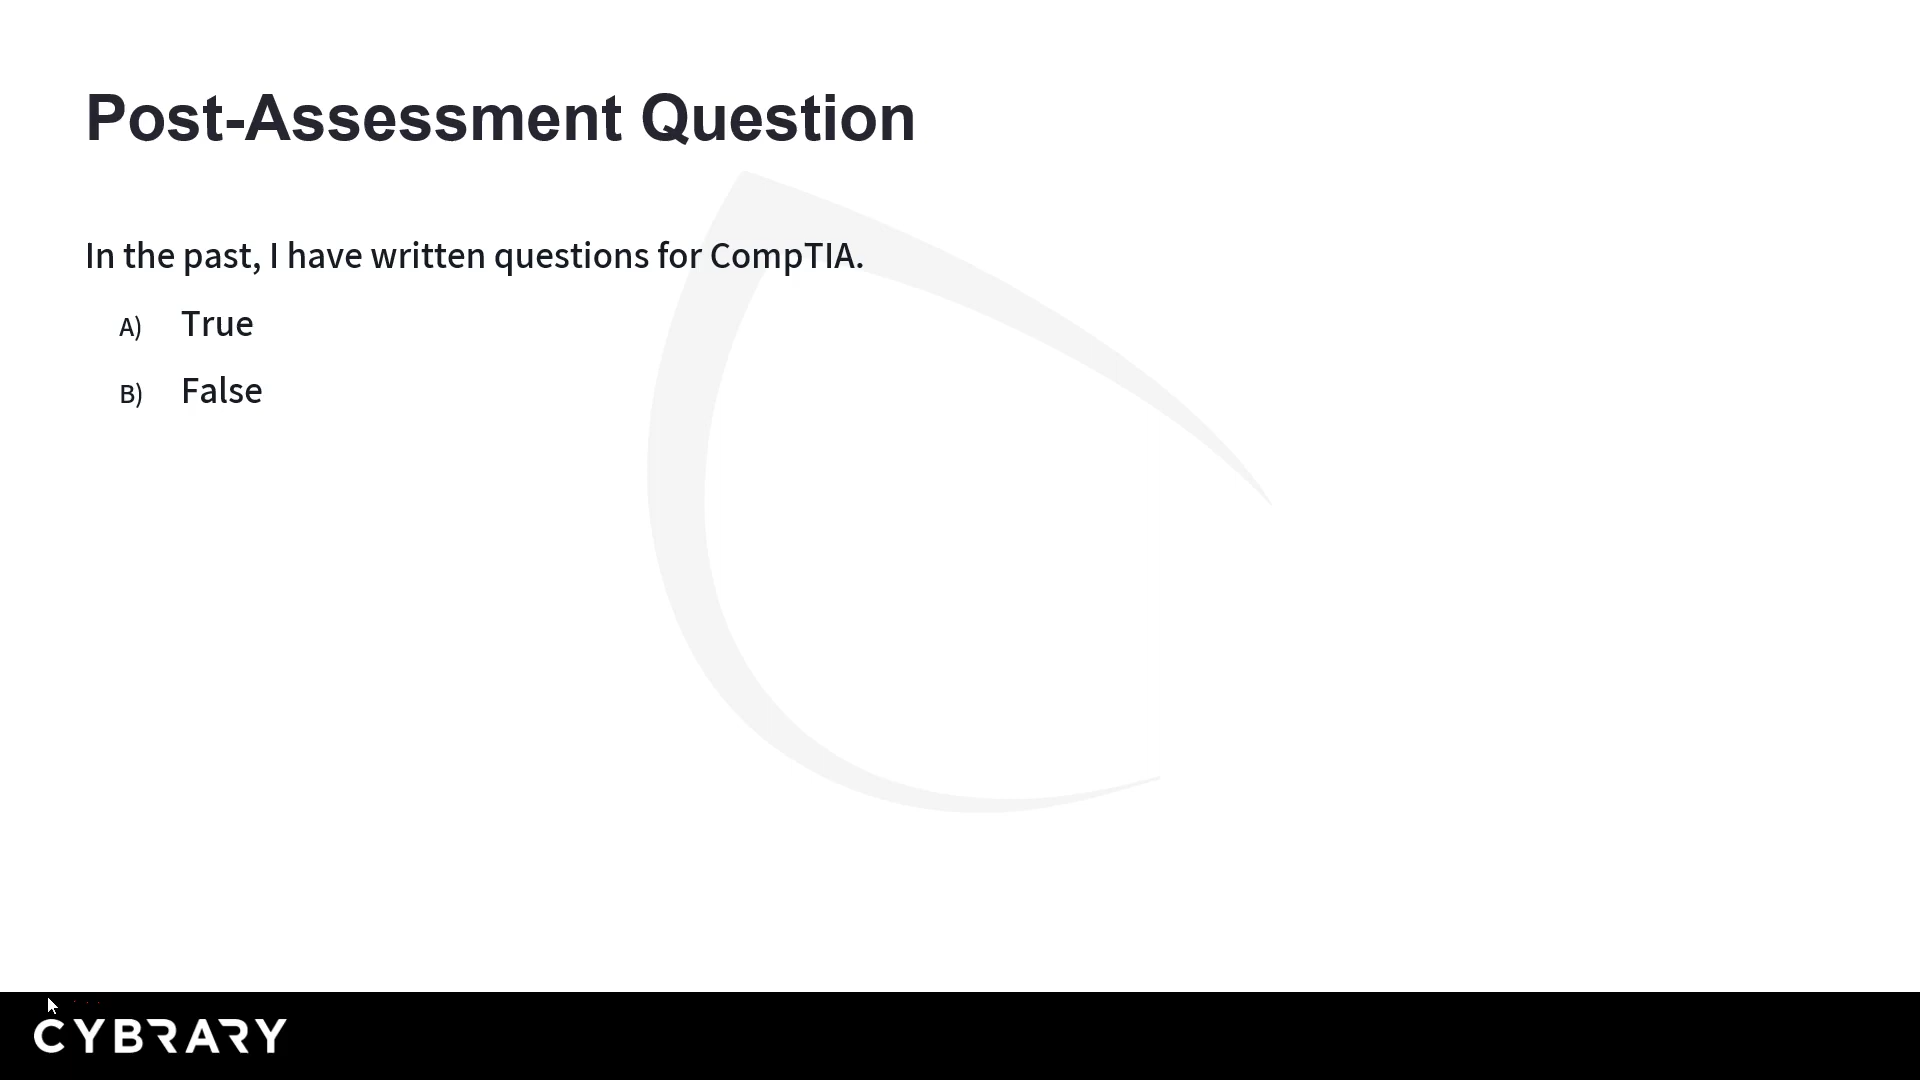 Post-Assessment Question
In the past, I have written questions for CompTIA.
A) True
B) False
CYBRARY